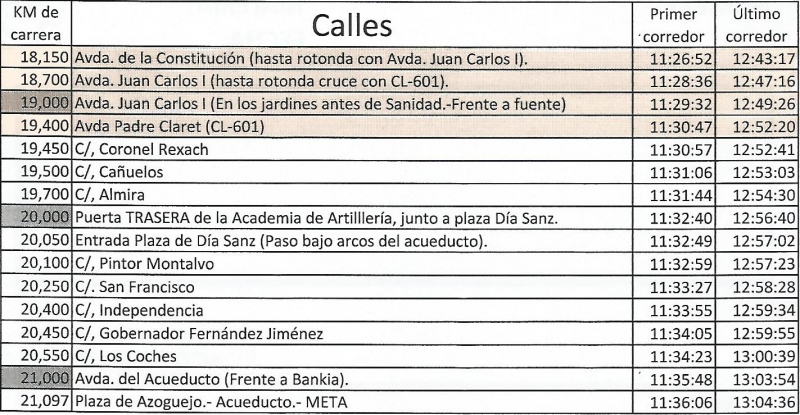 KM de carrera Calles Primer corredor Último corredor
18,150 Avda. de la Constitución (hasta rotonda con Avda. Juan Carlos I). 11:26:52 12:43:17
18,700 Avda. Juan Carlos I (hasta rotonda cruce con CL-601). 11:28:36 12:47:16
19,000 Avda. Juan Carlos I (En los jardines antes de Sanidad.-Frente a fuente) 11:29:32 12:49:26
19,400 Avda Padre Claret (CL-601) 11:30:47 12:52:20
19,450 C/, Coronel Rexach 11:30:57 12:52:41
19,500 C/, Cañuelos 11:31:06 12:53:03
19,700 C/, Almira 11:31:44 12:54:30
20,000 Puerta TRASERA de la Academia de Artilllería, junto a plaza Día Sanz. 11:32:40 12:56:40
20,050 Entrada Plaza de Día Sanz (Paso bajo arcos del acueducto). 11:32:49 12:57:02
20,100 C/, Pintor Montalvo 11:32:59 12:57:23
20,250 C/. San Francisco 11:33:27 12:58:28
20,400 C/, Independencia 11:33:55 12:59:34
20,450 C/, Gobernador Fernández Jiménez 11:34:05 12:59:55
20,550 C/, Los Coches 11:34:23 13:00:39
21,000 Avda. del Acueducto (Frente a Bankia). 11:35:48 13:03:54
21,097 Plaza de Azoguejo.- Acueducto.- META 11:36:06 13:04:36